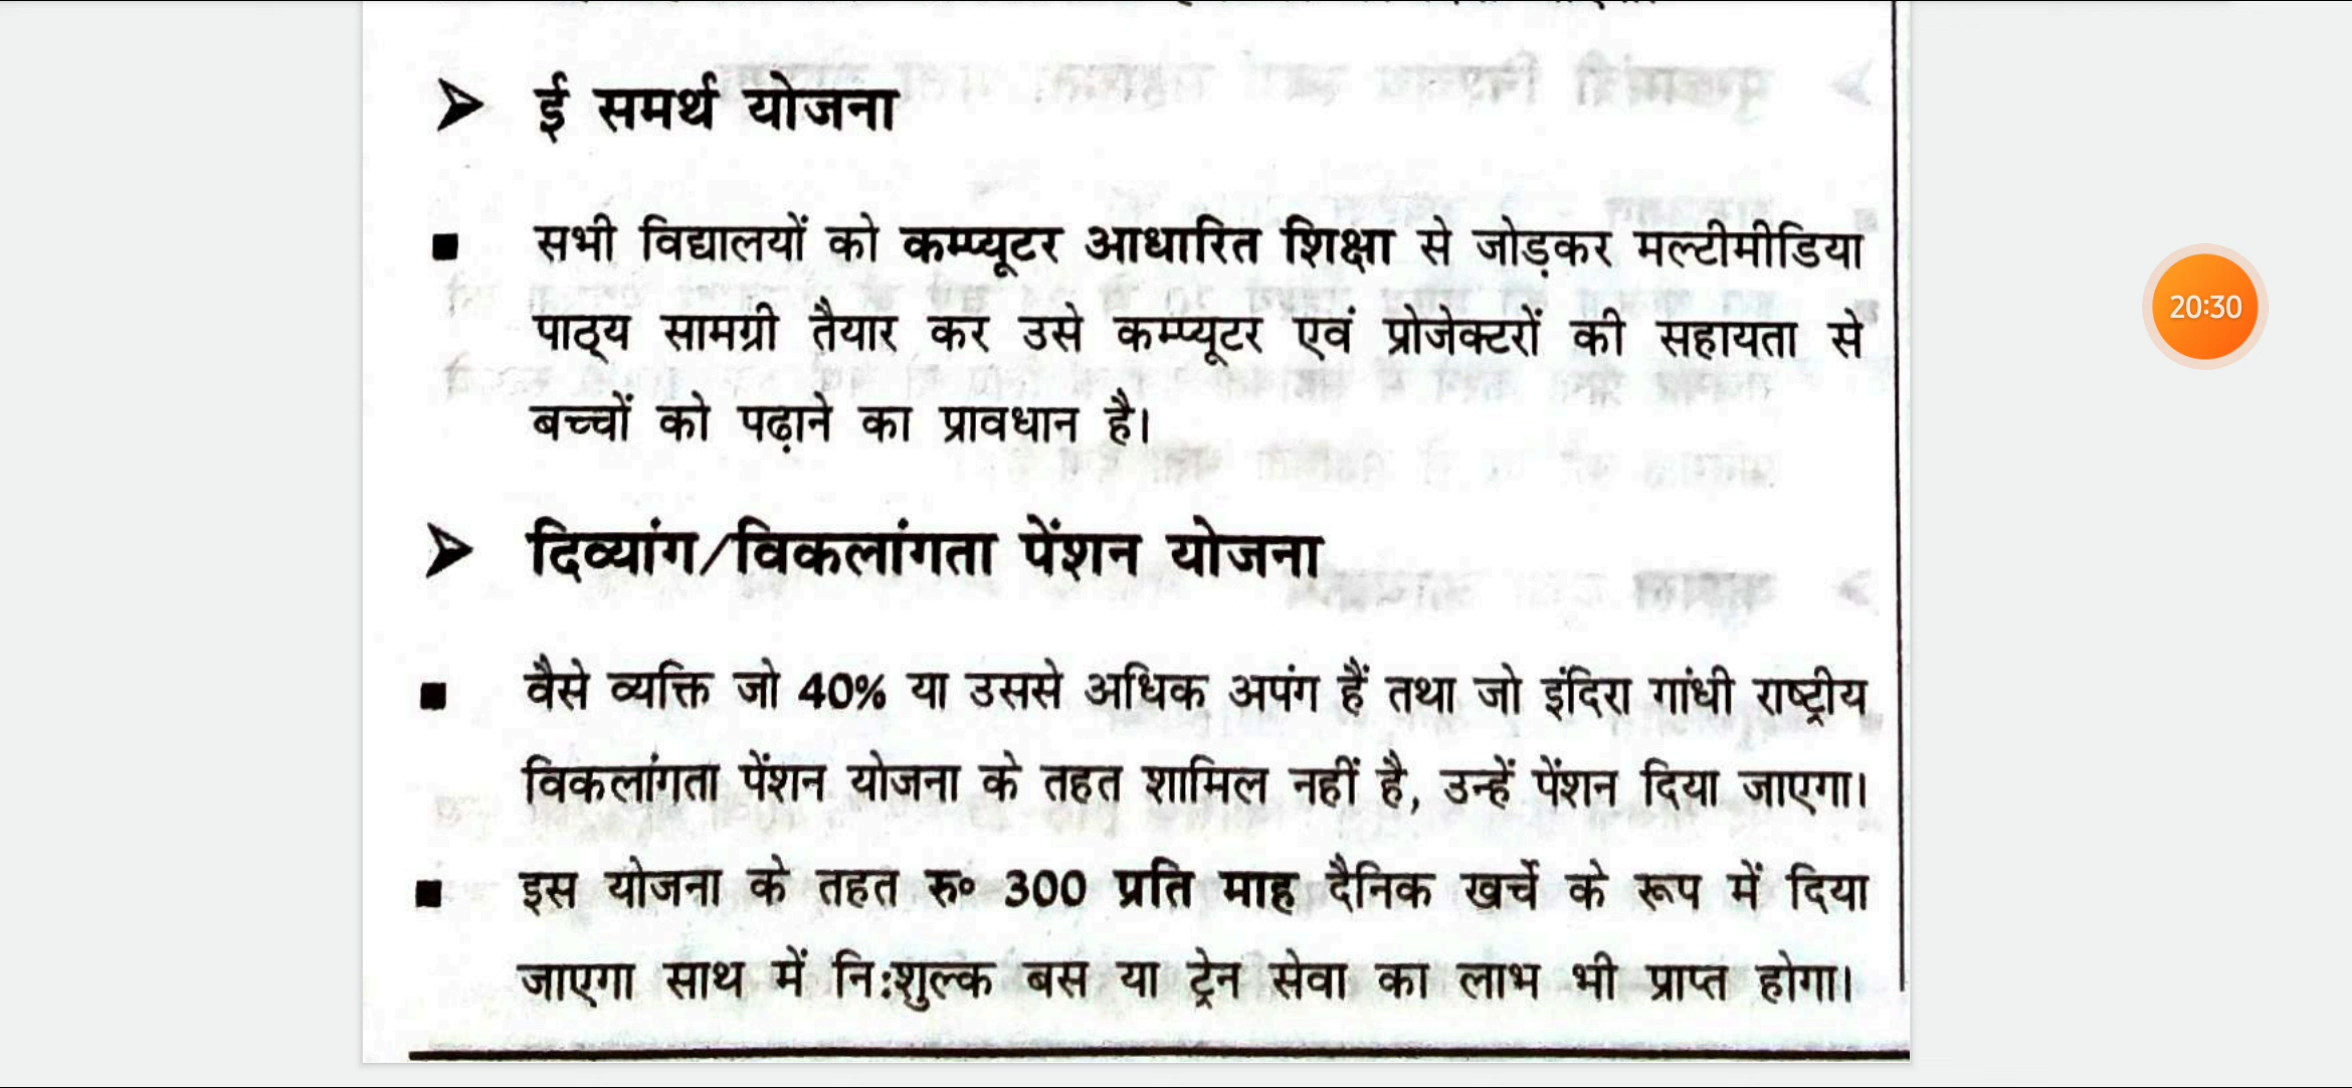 ➤ ई समर्थ योजना
▪ सभी विद्यालयों को कम्प्यूटर आधारित शिक्षा से जोड़कर मल्टीमीडिया
पाठ्य सामग्री तैयार कर उसे कम्प्यूटर एवं प्रोजेक्टरों की सहायता से
बच्चों को पढ़ाने का प्रावधान है।
20:30
➤ दिव्यांग/विकलांगता पेंशन योजना
▪ वैसे व्यक्ति जो 40% या उससे अधिक अपंग हैं तथा जो इंदिरा गांधी राष्ट्रीय
विकलांगता पेंशन योजना के तहत शामिल नहीं है, उन्हें पेंशन दिया जाएगा।
▪ इस योजना के तहत रु० 300 प्रति माह दैनिक खर्चे के रूप में दिया
जाएगा साथ में नि:शुल्क बस या ट्रेन सेवा का लाभ भी प्राप्त होगा।